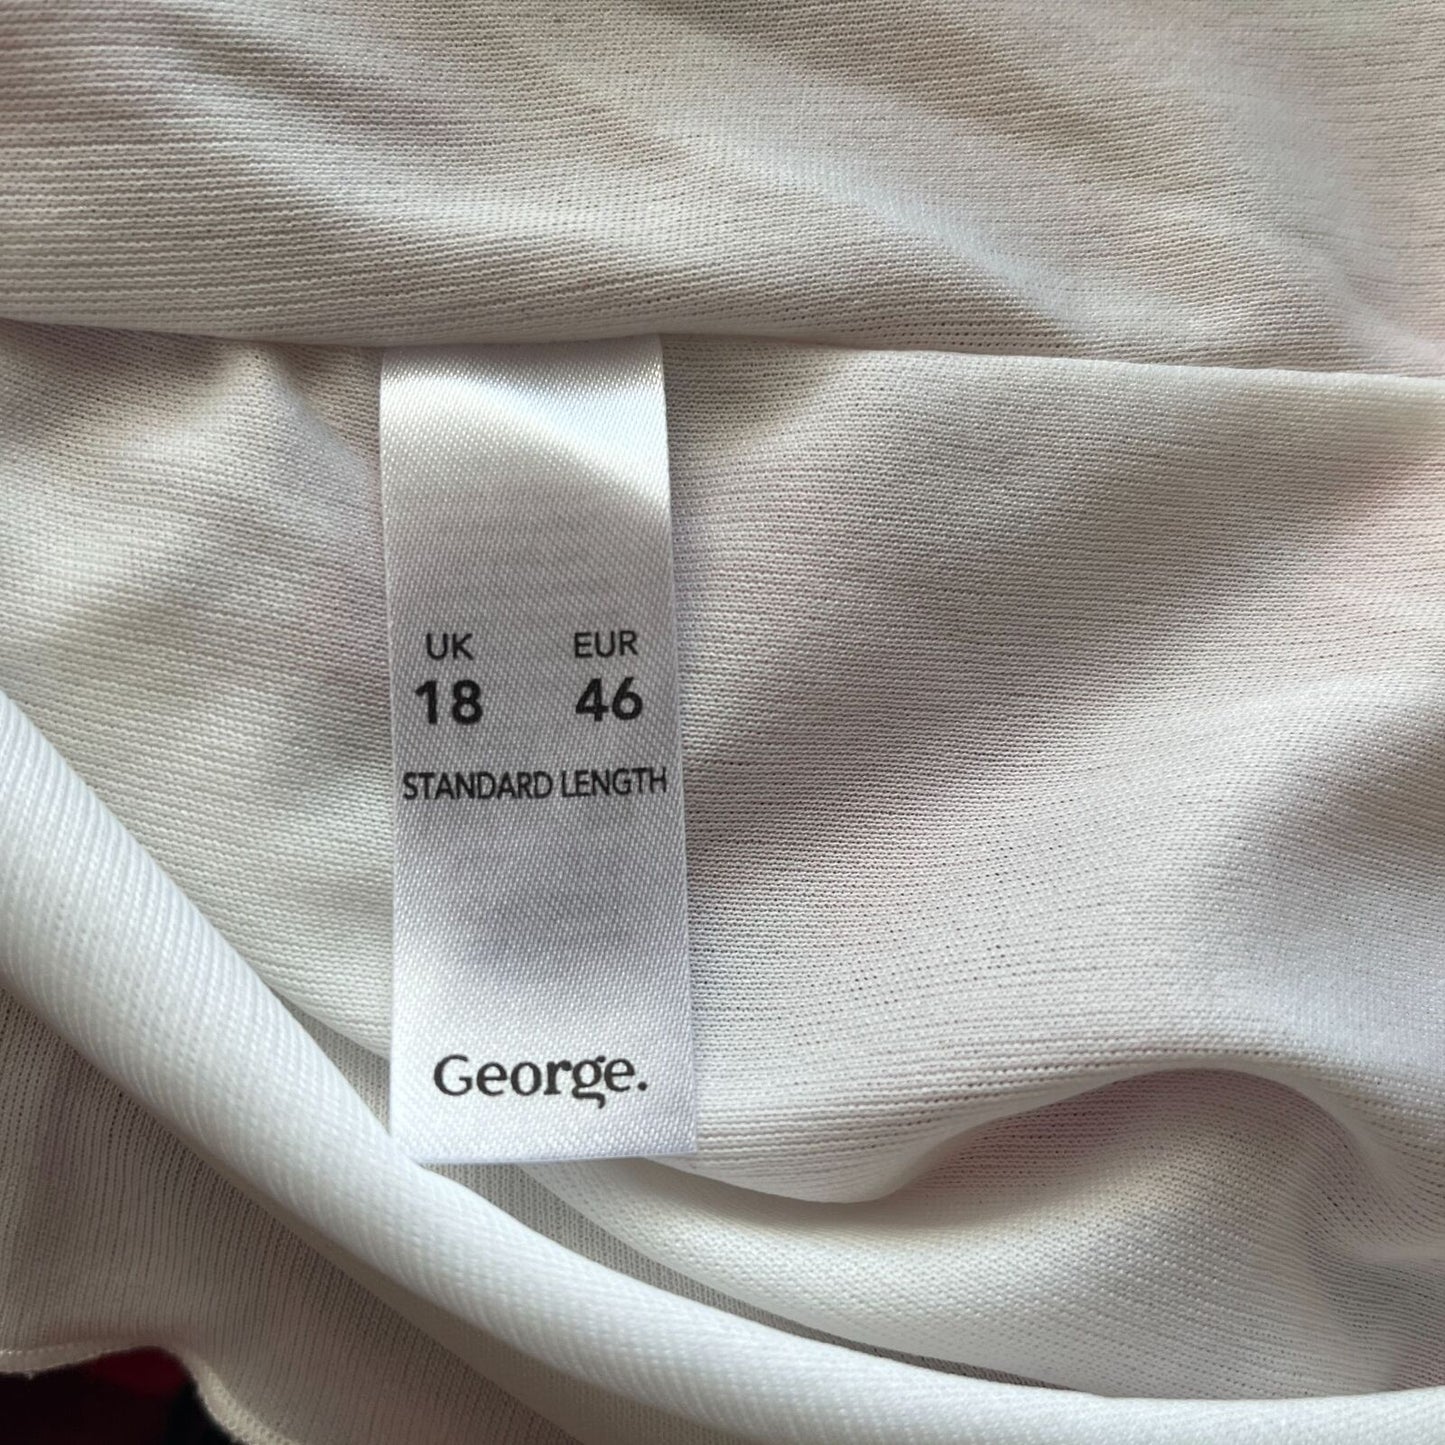 UK EUR
18 46
STANDARD LENGTH
George.